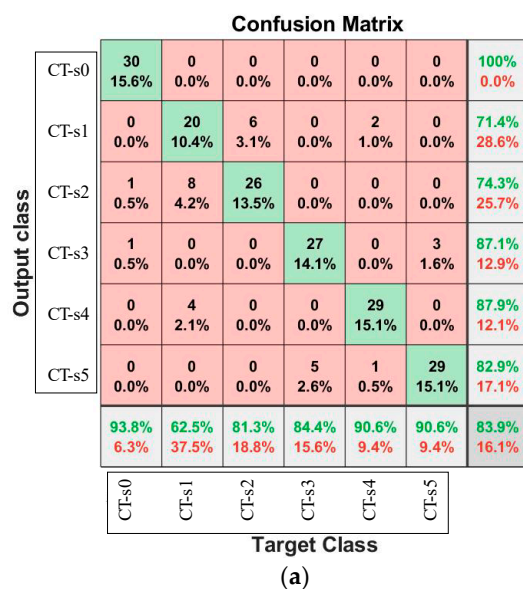 Confusion Matrix
CT-s0 30 0 0 0 0 0 100%
15.6% 0.0% 0.0% 0.0% 0.0% 0.0% 0.0%
CT-s1 0 20 6 0 2 0 71.4%
0.0% 10.4% 3.1% 0.0% 1.0% 0.0% 28.6%
CT-s2 1 8 26 0 0 0 74.3%
0.5% 4.2% 13.5% 0.0% 0.0% 0.0% 25.7%
CT-s3 1 0 0 27 0 3 87.1%
0.5% 0.0% 0.0% 14.1% 0.0% 1.6% 12.9%
CT-s4 0 4 0 0 29 0 87.9%
0.0% 2.1% 0.0% 0.0% 15.1% 0.0% 12.1%
CT-s5 0 0 0 5 1 29 82.9%
0.0% 0.0% 0.0% 2.6% 0.5% 15.1% 17.1%
93.8% 62.5% 81.3% 84.4% 90.6% 90.6% 83.9%
6.3% 37.5% 18.8% 15.6% 9.4% 9.4% 16.1%
Output class
CT-s0 CT-s1 CT-s2 CT-s3 CT-s4 CT-s5
Target Class
(a)